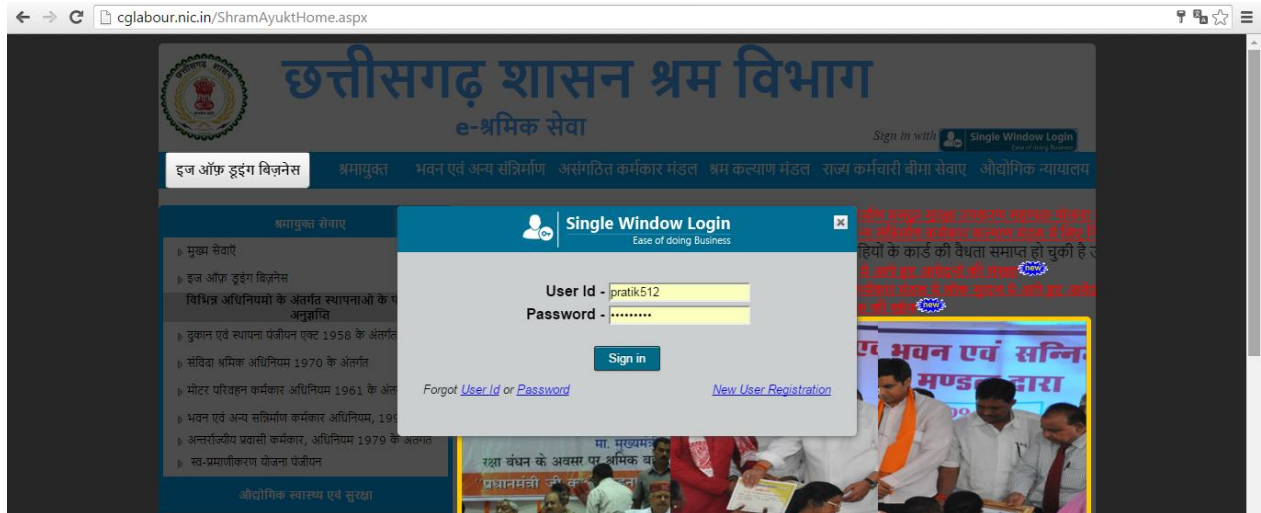 cglabour.nic.in/ShramAyuktHome.aspx
छत्तीसगढ़ शासन श्रम विभाग
e-श्रमिक सेवा
Sign in with Single Window Login
Ease of doing Business
इज ऑफ़ डूइंग बिज़नेस श्रमायुक्त भवन एवं अन्य संन्निर्माण असंगठित कर्मकार मंडल श्रम कल्याण मंडल राज्य कर्मचारी बीमा सेवाए औद्योगिक न्यायालय
श्रमायुक्त सेवाए
मुख्य सेवाऍ
इज ऑफ़ डूइंग बिज़नेस
विभिन्न अधिनियमो के अंतर्गत स्थापनाओ के
अनुज्ञप्ति
दुकान एवं स्थापना पंजीयन एक्ट 1958 के अंतर्गत
संविदा श्रमिक अधिनियम 1970 के अंतर्गत
मोटर परिवहन कर्मकार अधिनियम 1961 के
भवन एवं अन्य सन्निर्माण कर्मकार अधिनियम,
अन्तर्राज्यीय प्रवासी कर्मकार, अधिनियम 1979 के अंतर्गत
स्व-प्रमाणीकरण योजना पंजीयन
औद्योगिक स्वास्थ्य एवं सुरक्षा
Single Window Login
Ease of doing Business
User Id - pratik512
Password - •••••••••
Sign in
Forgot User Id or Password New User Registration
के कार्ड की वैधता समाप्त हो चुकी है
new
new
भवन एवं
मण्डल द्वारा
मा. मुख्यमंत्री
रक्षा बंधन के अवसर पर श्रमिक
प्रधानमंत्री जी